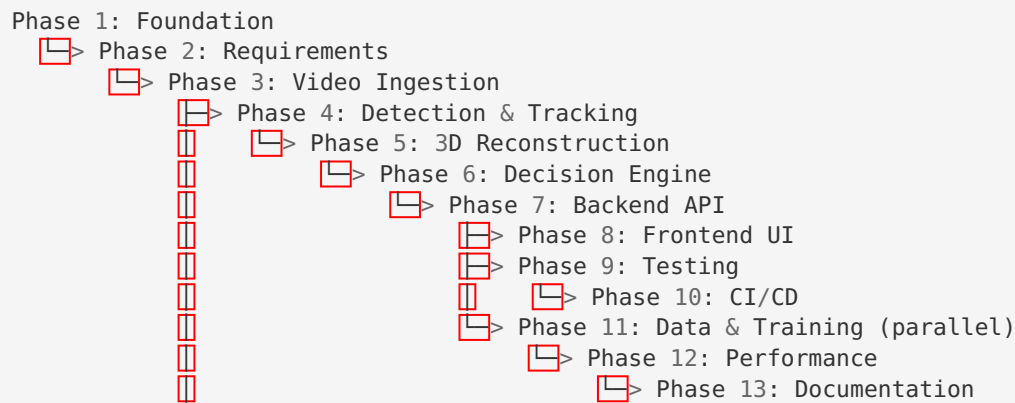 Phase 1: Foundation
  └─> Phase 2: Requirements
        └─> Phase 3: Video Ingestion
              ├─> Phase 4: Detection & Tracking
              │     └─> Phase 5: 3D Reconstruction
              │           └─> Phase 6: Decision Engine
              │                 └─> Phase 7: Backend API
              │                       ├─> Phase 8: Frontend UI
              │                       ├─> Phase 9: Testing
              │                       │     └─> Phase 10: CI/CD
              │                       └─> Phase 11: Data & Training (parallel)
              │                             └─> Phase 12: Performance
              │                                   └─> Phase 13: Documentation